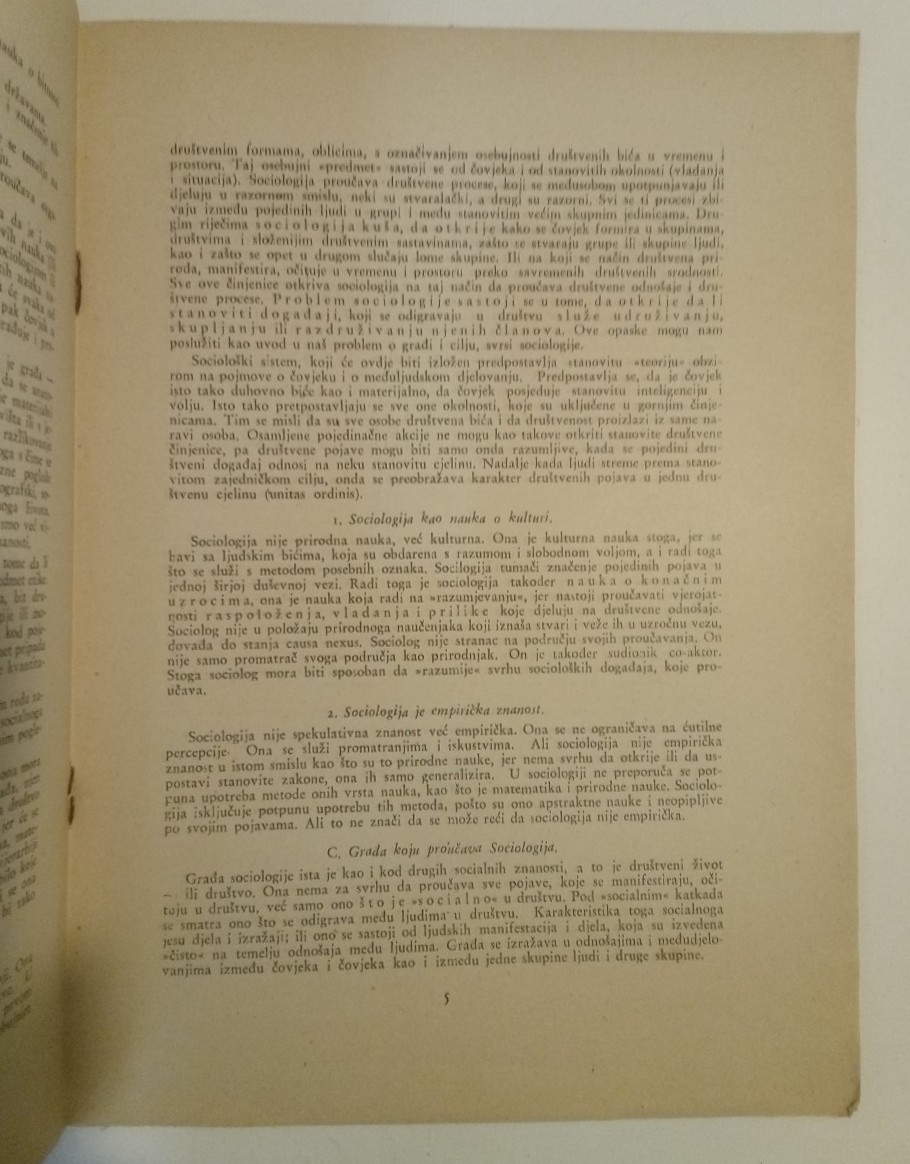 društvenim formama, oblicima, s označivanjem osebujnosti društvenih bića u vremenu i
prostoru. Taj osebujni »predmet« sastoji se od čovjeka i od stanovitih okolnosti (vladanja
i situacija). Sociologija proučava društvene procese, koji se međusobom upotpunjavaju ili
djeluju u razornom smislu, neki su stvaralački, a drugi su razorni. Svi se ti procesi zbi-
vaju između pojedinih ljudi u grupi i među stanovitim većim skupnim jedinicama. Dru-
gim riječima sociologija kuša, da otkrije kako se čovjek formira u skupinama,
društvima i složenijim društvenim sastavinama, zašto se stvaraju grupe ili skupine ljudi,
kao i zašto se opet u drugom slučaju lome skupine. Ili na koji se način društvena pri-
roda, manifestira, očituje u vremenu i prostoru preko savremenih društvenih srodnosti.
Sve ove činjenice otkriva sociologija na taj način da proučava društvene odnošaje i dru-
štvene procese. Problem sociologije sastoji se u tome, da otkrije da li
stanoviti događaji, koji se odigravaju u društvu služe udruživanju,
skupljanju ili razdruživanju njenih članova. Ove opaske mogu nam
poslužiti kao uvod u naš problem o građi i cilju, svrsi sociologije.
Sociološki sistem, koji će ovdje biti izložen predpostavlja stanovitu »teoriju« obzi-
rom na pojmove o čovjeku i o međuljudskom djelovanju. Predpostavlja se, da je čovjek
isto tako duhovno biće kao i materijalno, da čovjek posjeduje stanovitu inteligenciju i
volju. Isto tako pretpostavljaju se sve one okolnosti, koje su uključene u gornjim činje-
nicama. Tim se misli da su sve osobe društvena bića i da društvenost proizlazi iz same na-
ravi osoba. Osamljene pojedinačne akcije ne mogu kao takove otkriti stanovite društvene
činjenice, pa društvene pojave mogu biti samo onda razumljive, kada se pojedini dru-
štveni događaj odnosi na neku stanovitu cjelinu. Nadalje kada ljudi streme prema stano-
vitom zajedničkom cilju, onda se preobražava karakter društvenih pojava u jednu dru-
štvenu cjelinu (unitas ordinis).
1. Sociologija kao nauka o kulturi.
Sociologija nije prirodna nauka, već kulturna. Ona je kulturna nauka stoga, jer se
bavi sa ljudskim bićima, koja su obdarena s razumom i slobodnom voljom, a i radi toga
što se služi s metodom posebnih oznaka. Socilogija tumači značenje pojedinih pojava u
jednoj širjoj duševnoj vezi. Radi toga je sociologija također nauka o konačnim
uzrocima, ona je nauka koja radi na »razumjevanju«, jer nastoji proučavati vjerojat-
nosti raspoloženja, vladanja i prilike koje djeluju na društvene odnošaje.
Sociolog nije u položaju prirodnoga naučenjaka koji iznaša stvari i veže ih u uzročnu vezu,
dovađa do stanja causa nexus. Sociolog nije stranac na području svojih proučavanja. On
nije samo promatrač svoga područja kao prirodnjak. On je također sudionik co-aktor.
Stoga sociolog mora biti sposoban da »razumije« svrhu socioloških događaja, koje pro-
učava.
2. Sociologija je empirička znanost.
Sociologija nije spekulativna znanost već empirička. Ona se ne ograničava na ćutilne
percepcije. Ona se služi promatranjima i iskustvima. Ali sociologija nije empirička
znanost u istom smislu kao što su to prirodne nauke, jer nema svrhu da otkrije ili da us-
postavi stanovite zakone, ona ih samo generalizira. U sociologiji ne preporuča se pot-
puna upotreba metode onih vrsta nauka, kao što je matematika i prirodne nauke. Sociolo-
gija isključuje potpunu upotrebu tih metoda, pošto su ono apstraktne nauke i neopipljive
po svojim pojavama. Ali to ne znači da se može reći da sociologija nije empirička.
C. Građa koju proučava Sociologija.
Građa sociologije ista je kao i kod drugih socialnih znanosti, a to je društveni život
— ili društvo. Ona nema za svrhu da proučava sve pojave, koje se manifestiraju, oči-
tuju u društvu, već samo ono što je »socialno« u društvu. Pod »socialnim« katkada
se smatra ono što se odigrava među ljudima u društvu. Karakteristika toga socialnoga
jesu djela i izražaji; ili ono se sastoji od ljudskih manifestacija i djela, koja su izvedena
»čisto« na temelju odnošaja među ljudima. Građa se izražava u odnošajima i međudjelo-
vanjima između čovjeka i čovjeka kao i između jedne skupine ljudi i druge skupine.
5